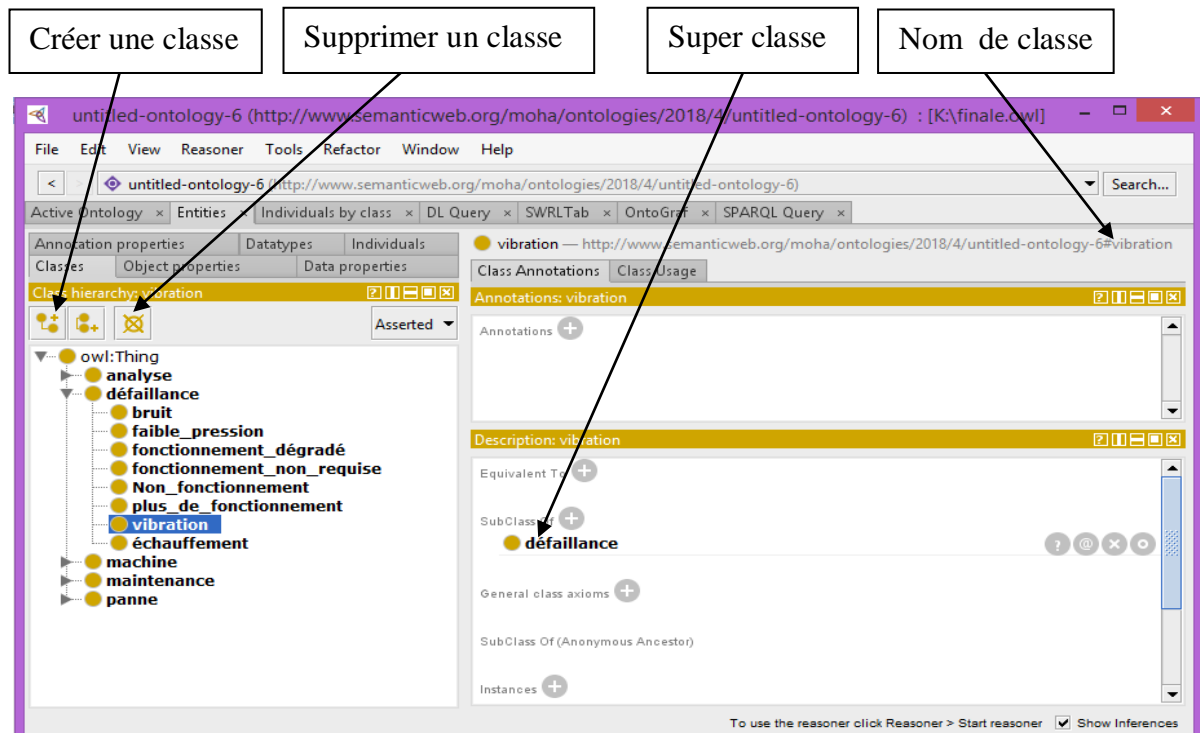 Créer une classe
Supprimer un classe
Super classe
Nom de classe
untitled-ontology-6 (http://www.semanticweb.org/moha/ontologies/2018/4/untitled-ontology-6) : [K:\finale.owl]
File Edit View Reasoner Tools Refactor Window Help
< > untitled-ontology-6 (http://www.semanticweb.org/moha/ontologies/2018/4/untitled-ontology-6) Search...
Active Ontology × Entities × Individuals by class × DL Query × SWRLTab × OntoGraf × SPARQL Query ×
Annotation properties Datatypes Individuals
Classes Object properties Data properties
Class hierarchy: vibration
Asserted
owl:Thing
analyse
défaillance
bruit
faible_pression
fonctionnement_dégradé
fonctionnement_non_requise
Non_fonctionnement
plus_de_fonctionnement
vibration
échauffement
machine
maintenance
panne
vibration — http://www.semanticweb.org/moha/ontologies/2018/4/untitled-ontology-6#vibration
Class Annotations Class Usage
Annotations: vibration
Annotations
Description: vibration
Equivalent To
SubClass Of
défaillance
General class axioms
SubClass Of (Anonymous Ancestor)
Instances
To use the reasoner click Reasoner > Start reasoner Show Inferences